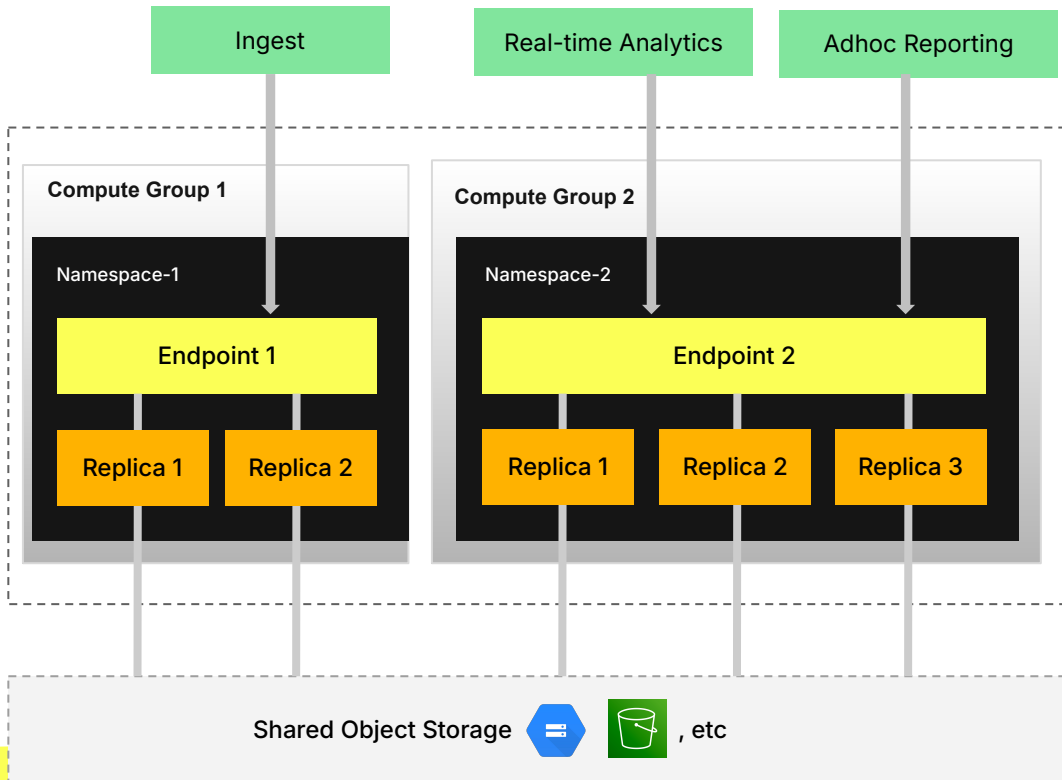 Ingest
Real-time Analytics
Adhoc Reporting
Compute Group 1
Compute Group 2
Namespace-1
Namespace-2
Endpoint 1
Endpoint 2
Replica 1
Replica 2
Replica 1
Replica 2
Replica 3
Shared Object Storage , etc